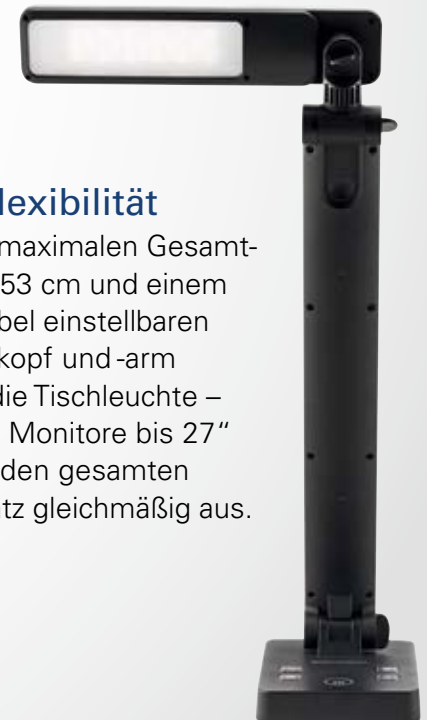 lexibilität
maximalen Gesamt-
53 cm und einem
bel einstellbaren
kopf und -arm
die Tischleuchte –
Monitore bis 27“
den gesamten
tz gleichmäßig aus.